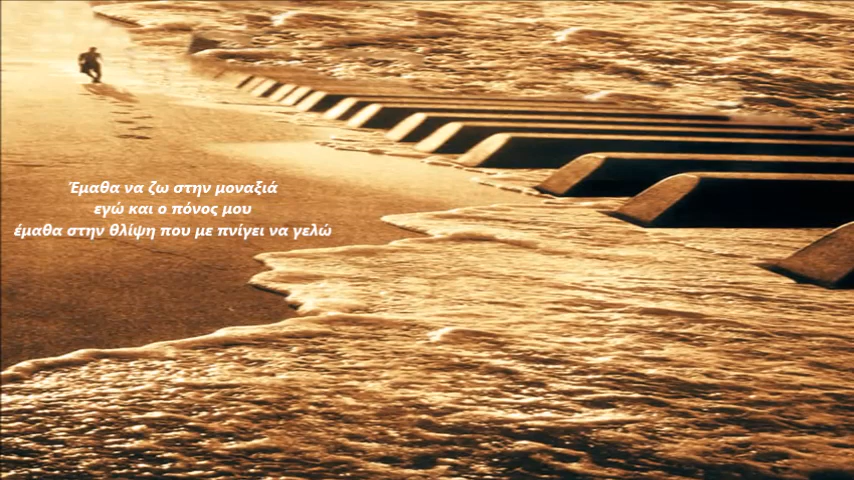 Έμαθα να ζω στην μοναξιά
εγώ και ο πόνος μου
έμαθα στην θλίψη που με πνίγει να γελώ